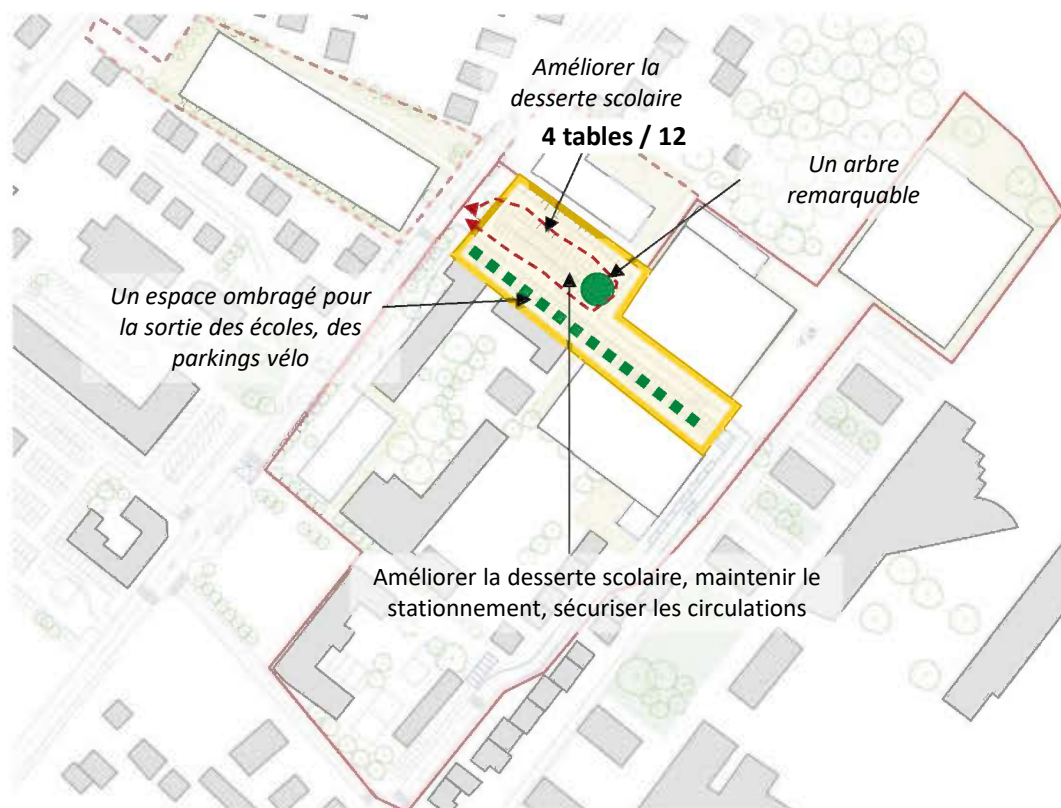 Améliorer la
desserte scolaire
4 tables / 12
Un arbre
remarquable
Un espace ombragé pour
la sortie des écoles, des
parkings vélo
Améliorer la desserte scolaire, maintenir le
stationnement, sécuriser les circulations